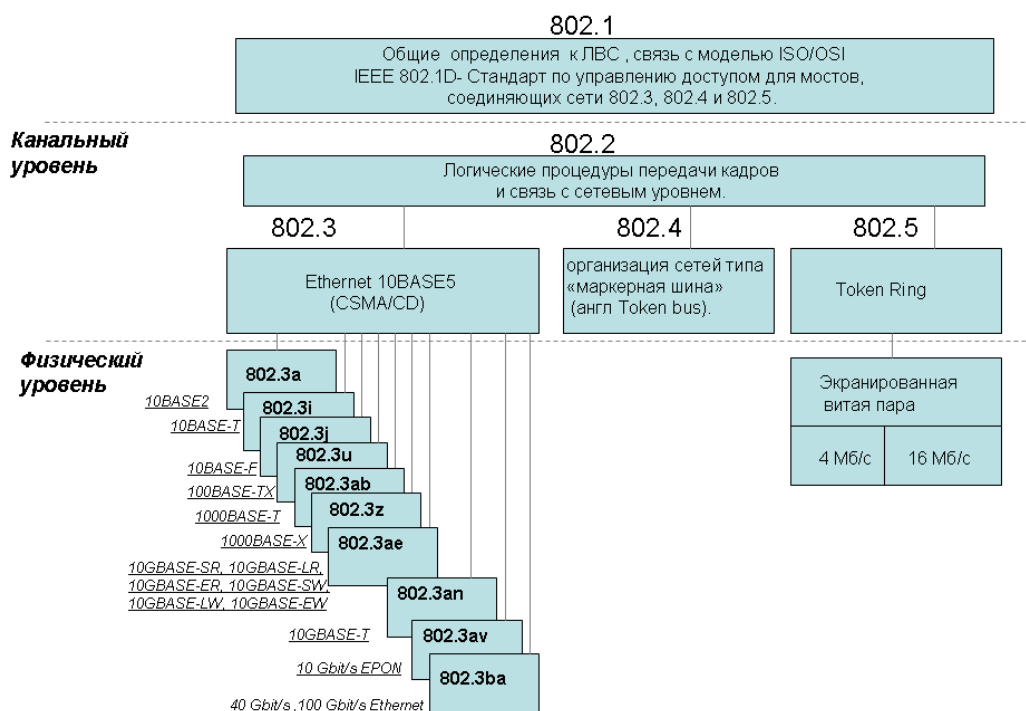 802.1
Общие определения к ЛВС , связь с моделью ISO/OSI
IEEE 802.1D- Стандарт по управлению доступом для мостов,
соединяющих сети 802.3, 802.4 и 802.5.
Канальный
уровень
802.2
Логические процедуры передачи кадров
и связь с сетевым уровнем.
802.3
802.4
802.5
Ethernet 10BASE5
(CSMA/CD)
организация сетей типа
«маркерная шина»
(англ Token bus).
Token Ring
Физический
уровень
802.3a
10BASE2
802.3i
10BASE-T
802.3j
10BASE-F
802.3u
100BASE-TX
802.3ab
1000BASE-T
802.3z
1000BASE-X
802.3ae
10GBASE-SR, 10GBASE-LR,
10GBASE-ER, 10GBASE-SW,
10GBASE-LW, 10GBASE-EW
802.3an
10GBASE-T
802.3av
10 Gbit/s EPON
802.3ba
40 Gbit/s ,100 Gbit/s Ethernet
Экранированная
витая пара
4 Мб/с
16 Мб/с